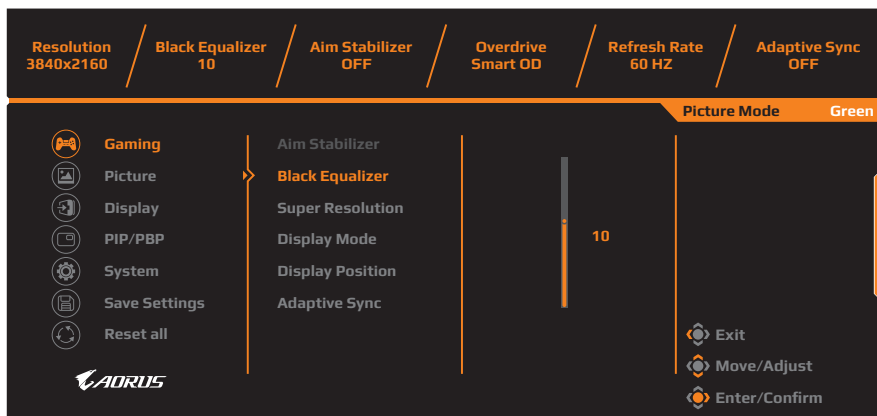 Resolution
3840x2160
Black Equalizer
10
Aim Stabilizer
OFF
Overdrive
Smart OD
Refresh Rate
60 HZ
Adaptive Sync
OFF
Picture Mode Green
Gaming
Picture
Display
PIP/PBP
System
Save Settings
Reset all
Aim Stabilizer
Black Equalizer
Super Resolution
Display Mode
Display Position
Adaptive Sync
10
Exit
Move/Adjust
Enter/Confirm
AORUS